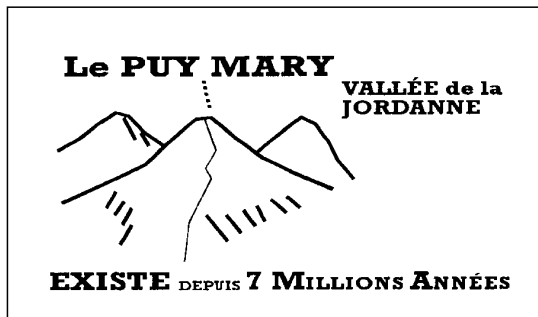 Le PUY MARY
VALLÉE de la
JORDANNE
EXISTE DEPUIS 7 MILLIONS ANNÉES